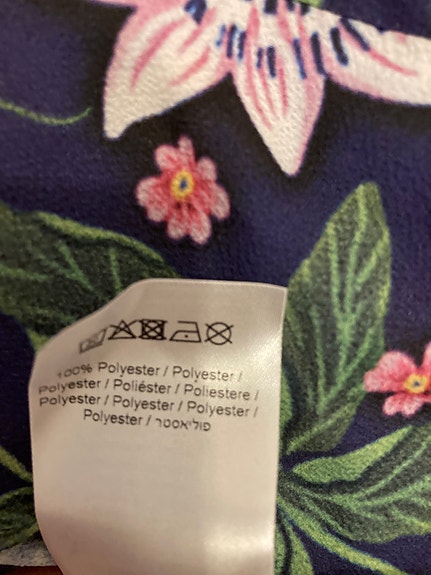 100% Polyester / Polyester /
Polyester / Poliéster / Poliestere /
Polyester / Polyester / Polyester /
Polyester / פוליאסטר